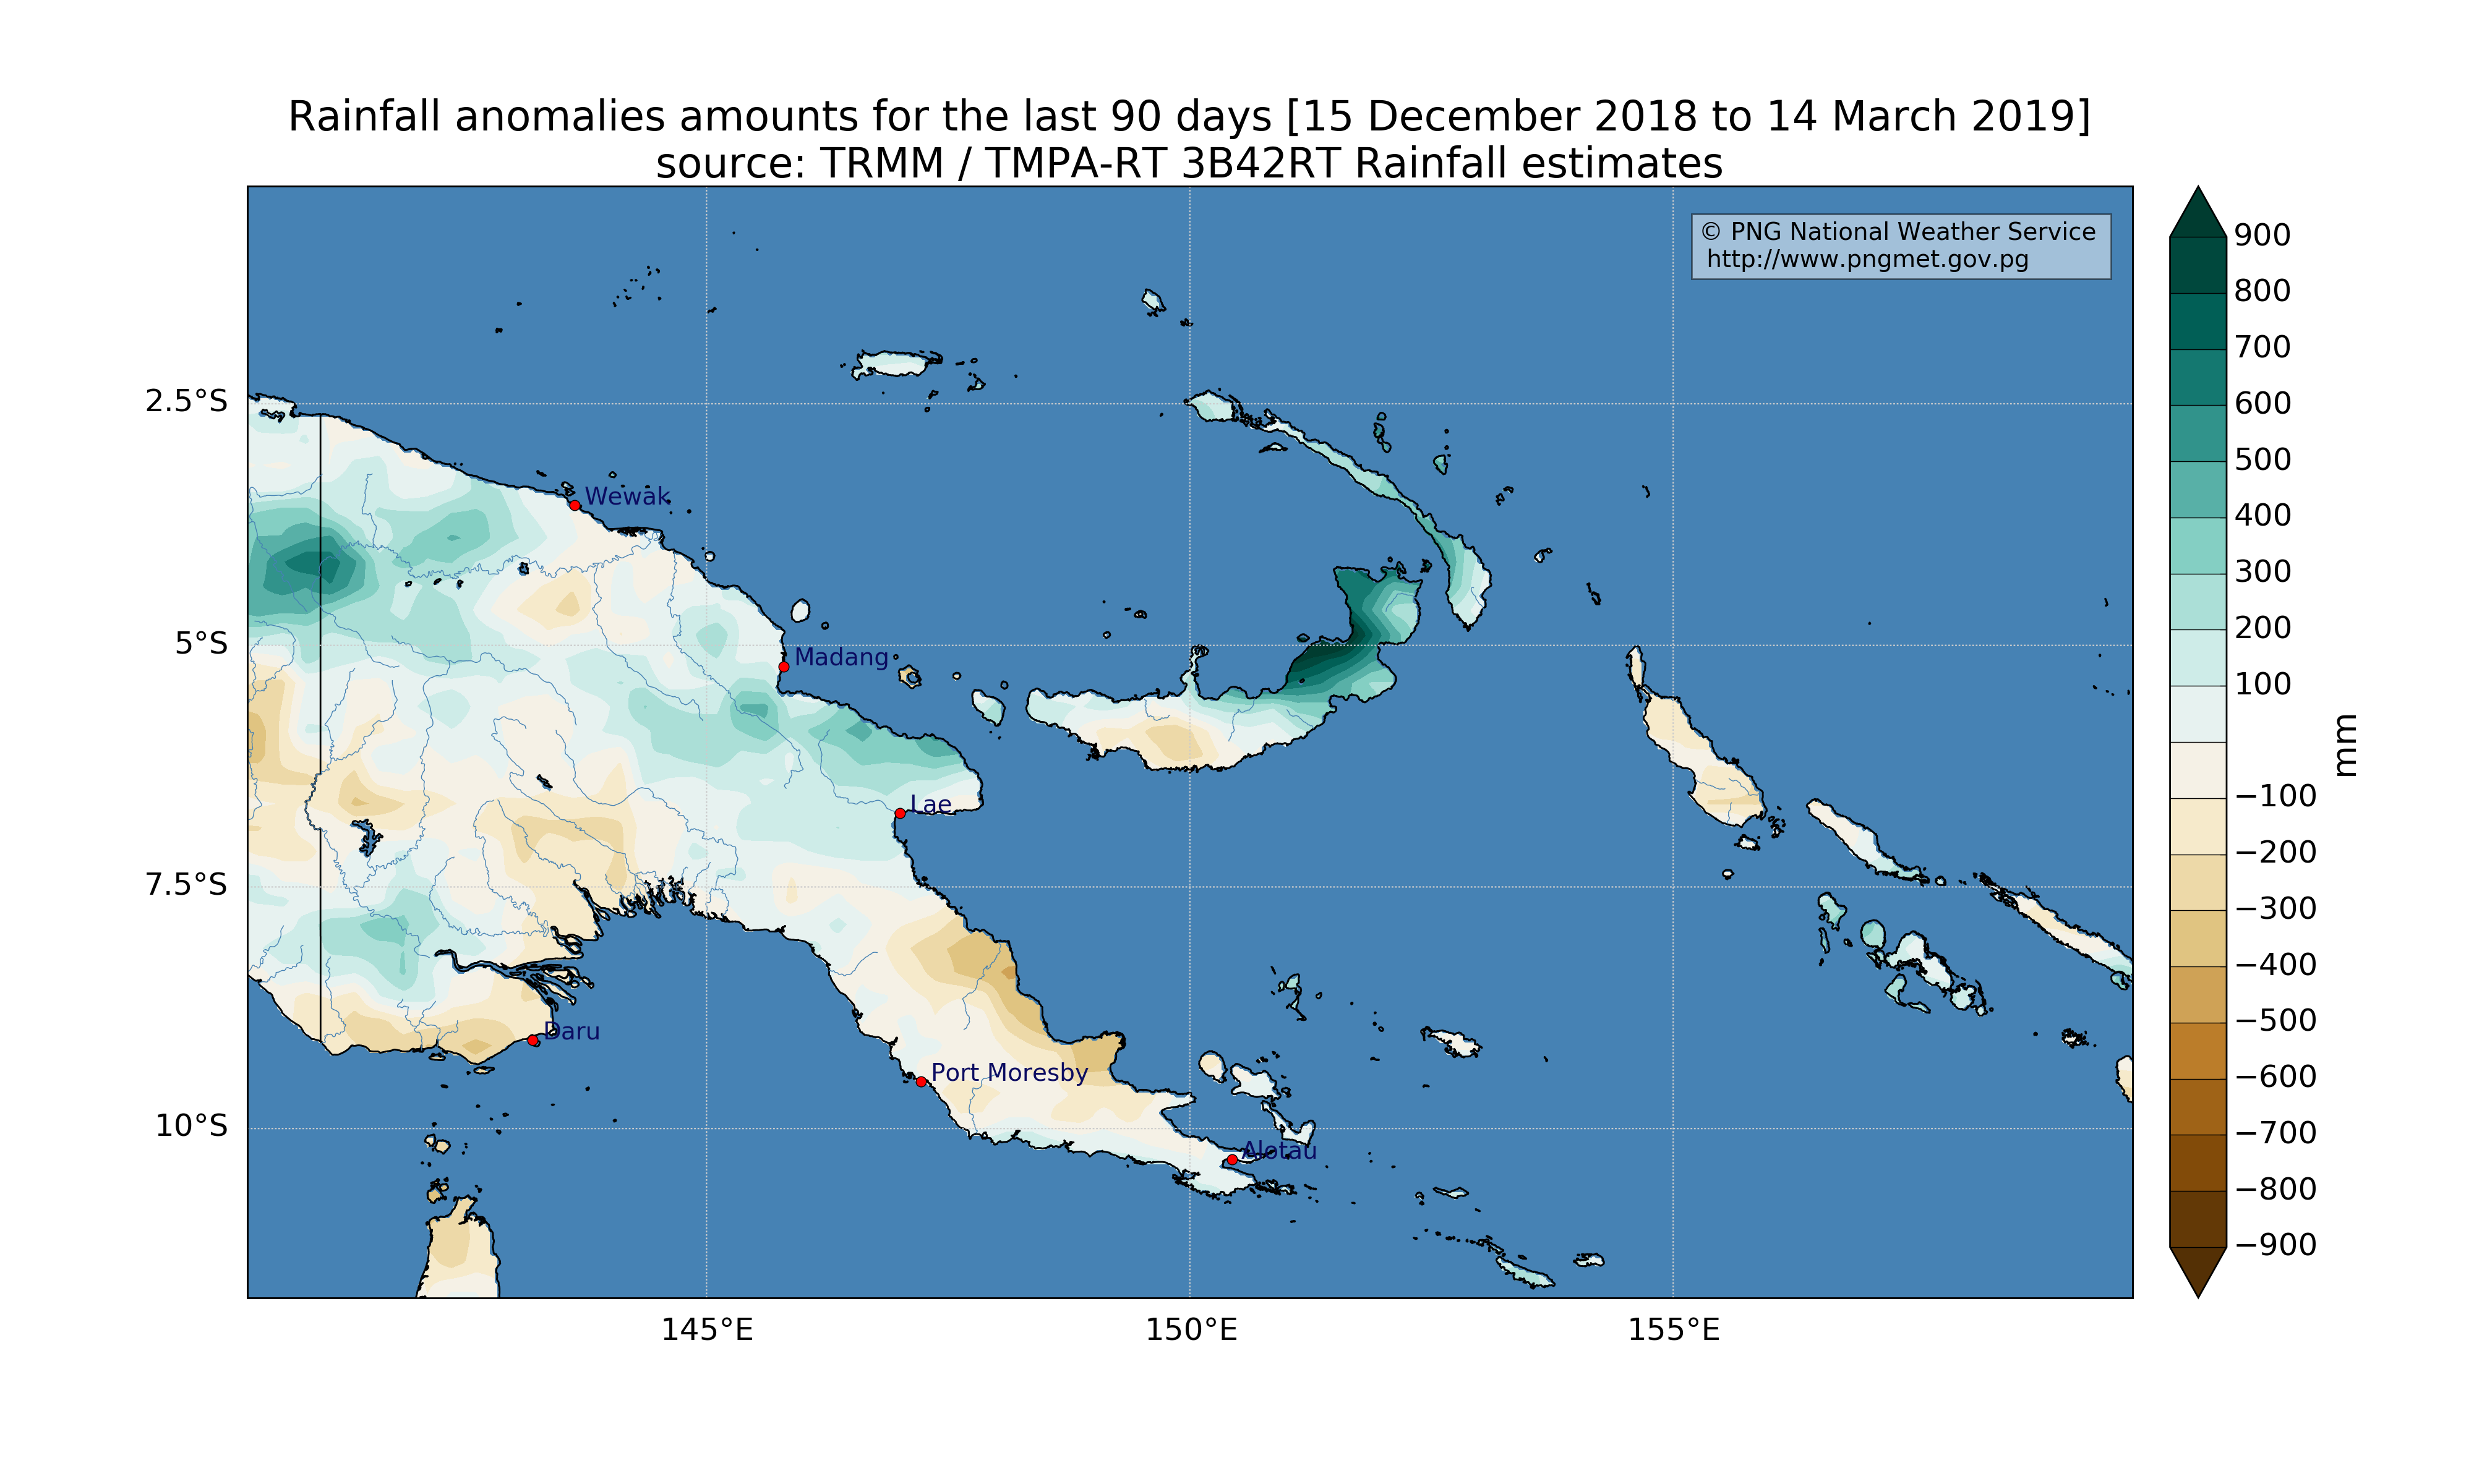 Rainfall anomalies amounts for the last 90 days [15 December 2018 to 14 March 2019]
source: TRMM / TMPA-RT 3B42RT Rainfall estimates
© PNG National Weather Service
http://www.pngmet.gov.pg
900
800
700
600
500
400
300
200
100
−100
−200
−300
−400
−500
−600
−700
−800
−900
mm
2.5°S
5°S
7.5°S
10°S
Wewak
Madang
Lae
Daru
Port Moresby
Alotau
145°E
150°E
155°E